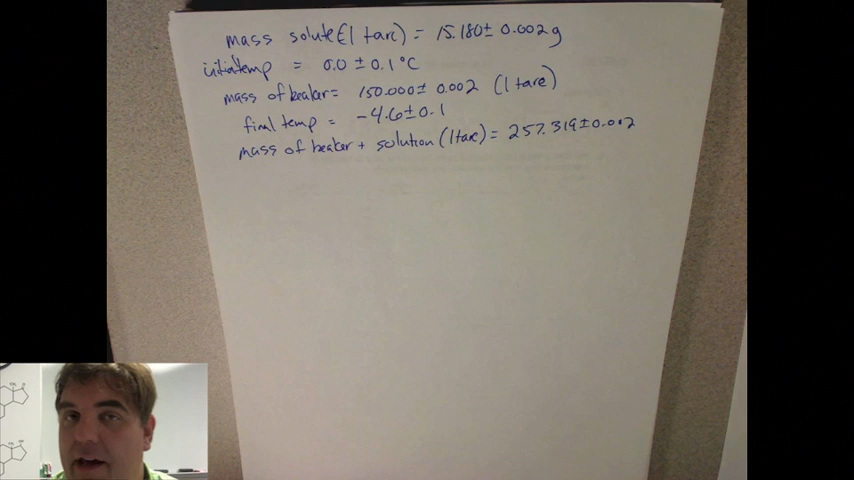 mass solute (1 tare) = 15.180 ± 0.002 g
initial temp = 0.0 ± 0.1 °C
mass of beaker = 150.000 ± 0.002 (1 tare)
final temp = -4.6 ± 0.1
mass of beaker + solution (1 tare) = 257.319 ± 0.002